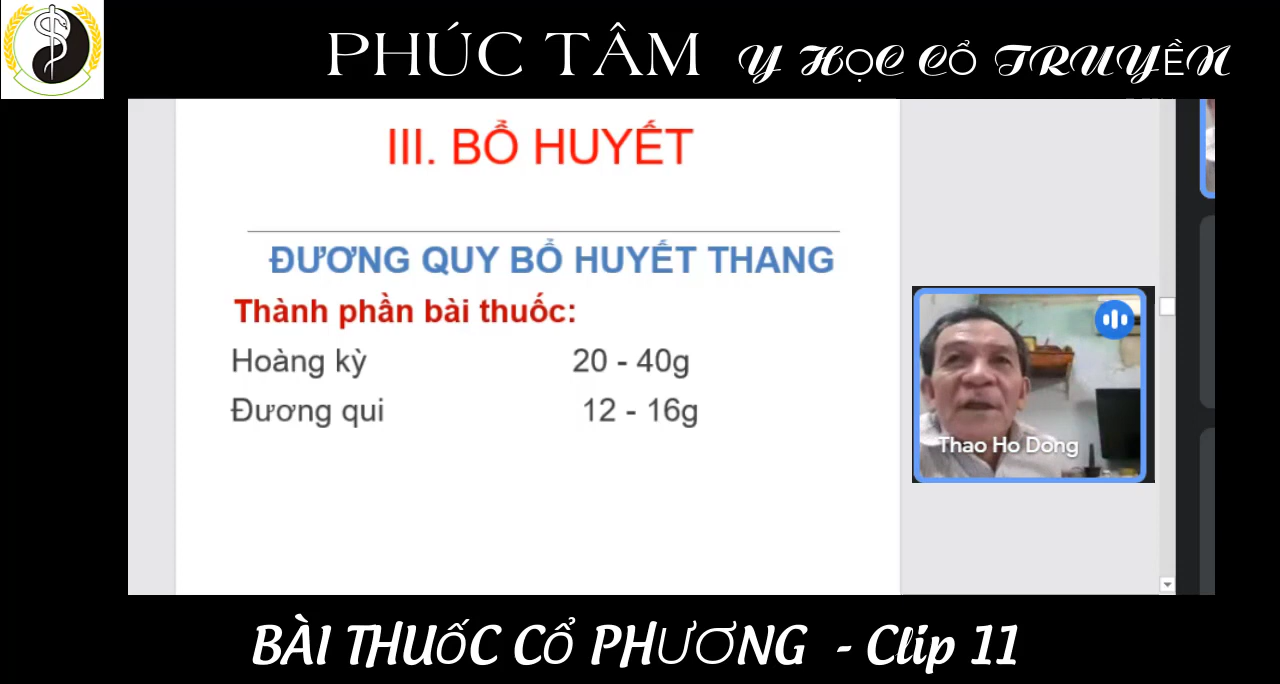 PHÚC TÂM Y HỌC CỔ TRUYỀN
III. BỔ HUYẾT
ĐƯƠNG QUY BỔ HUYẾT THANG
Thành phần bài thuốc:
Hoàng kỳ 20 - 40g
Đương qui 12 - 16g
Thao Ho Dong
BÀI THUỐC CỔ PHƯƠNG - Clip 11